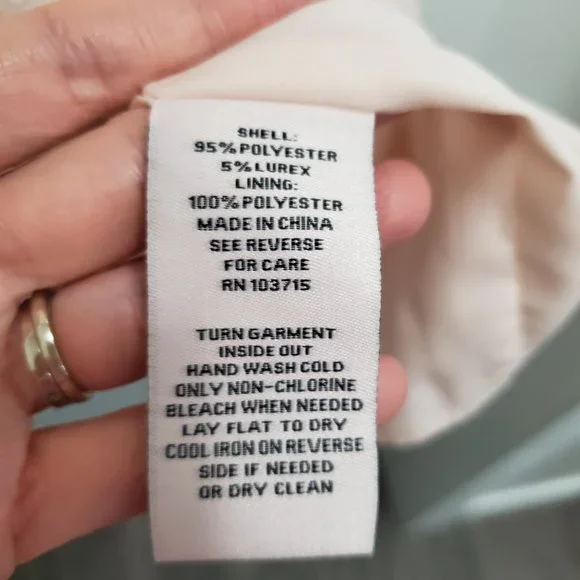 SHELL:
95% POLYESTER
5% LUREX
LINING:
100% POLYESTER
MADE IN CHINA
SEE REVERSE
FOR CARE
RN 103715
TURN GARMENT
INSIDE OUT
HAND WASH COLD
ONLY NON-CHLORINE
BLEACH WHEN NEEDED
LAY FLAT TO DRY
COOL IRON ON REVERSE
SIDE IF NEEDED
OR DRY CLEAN